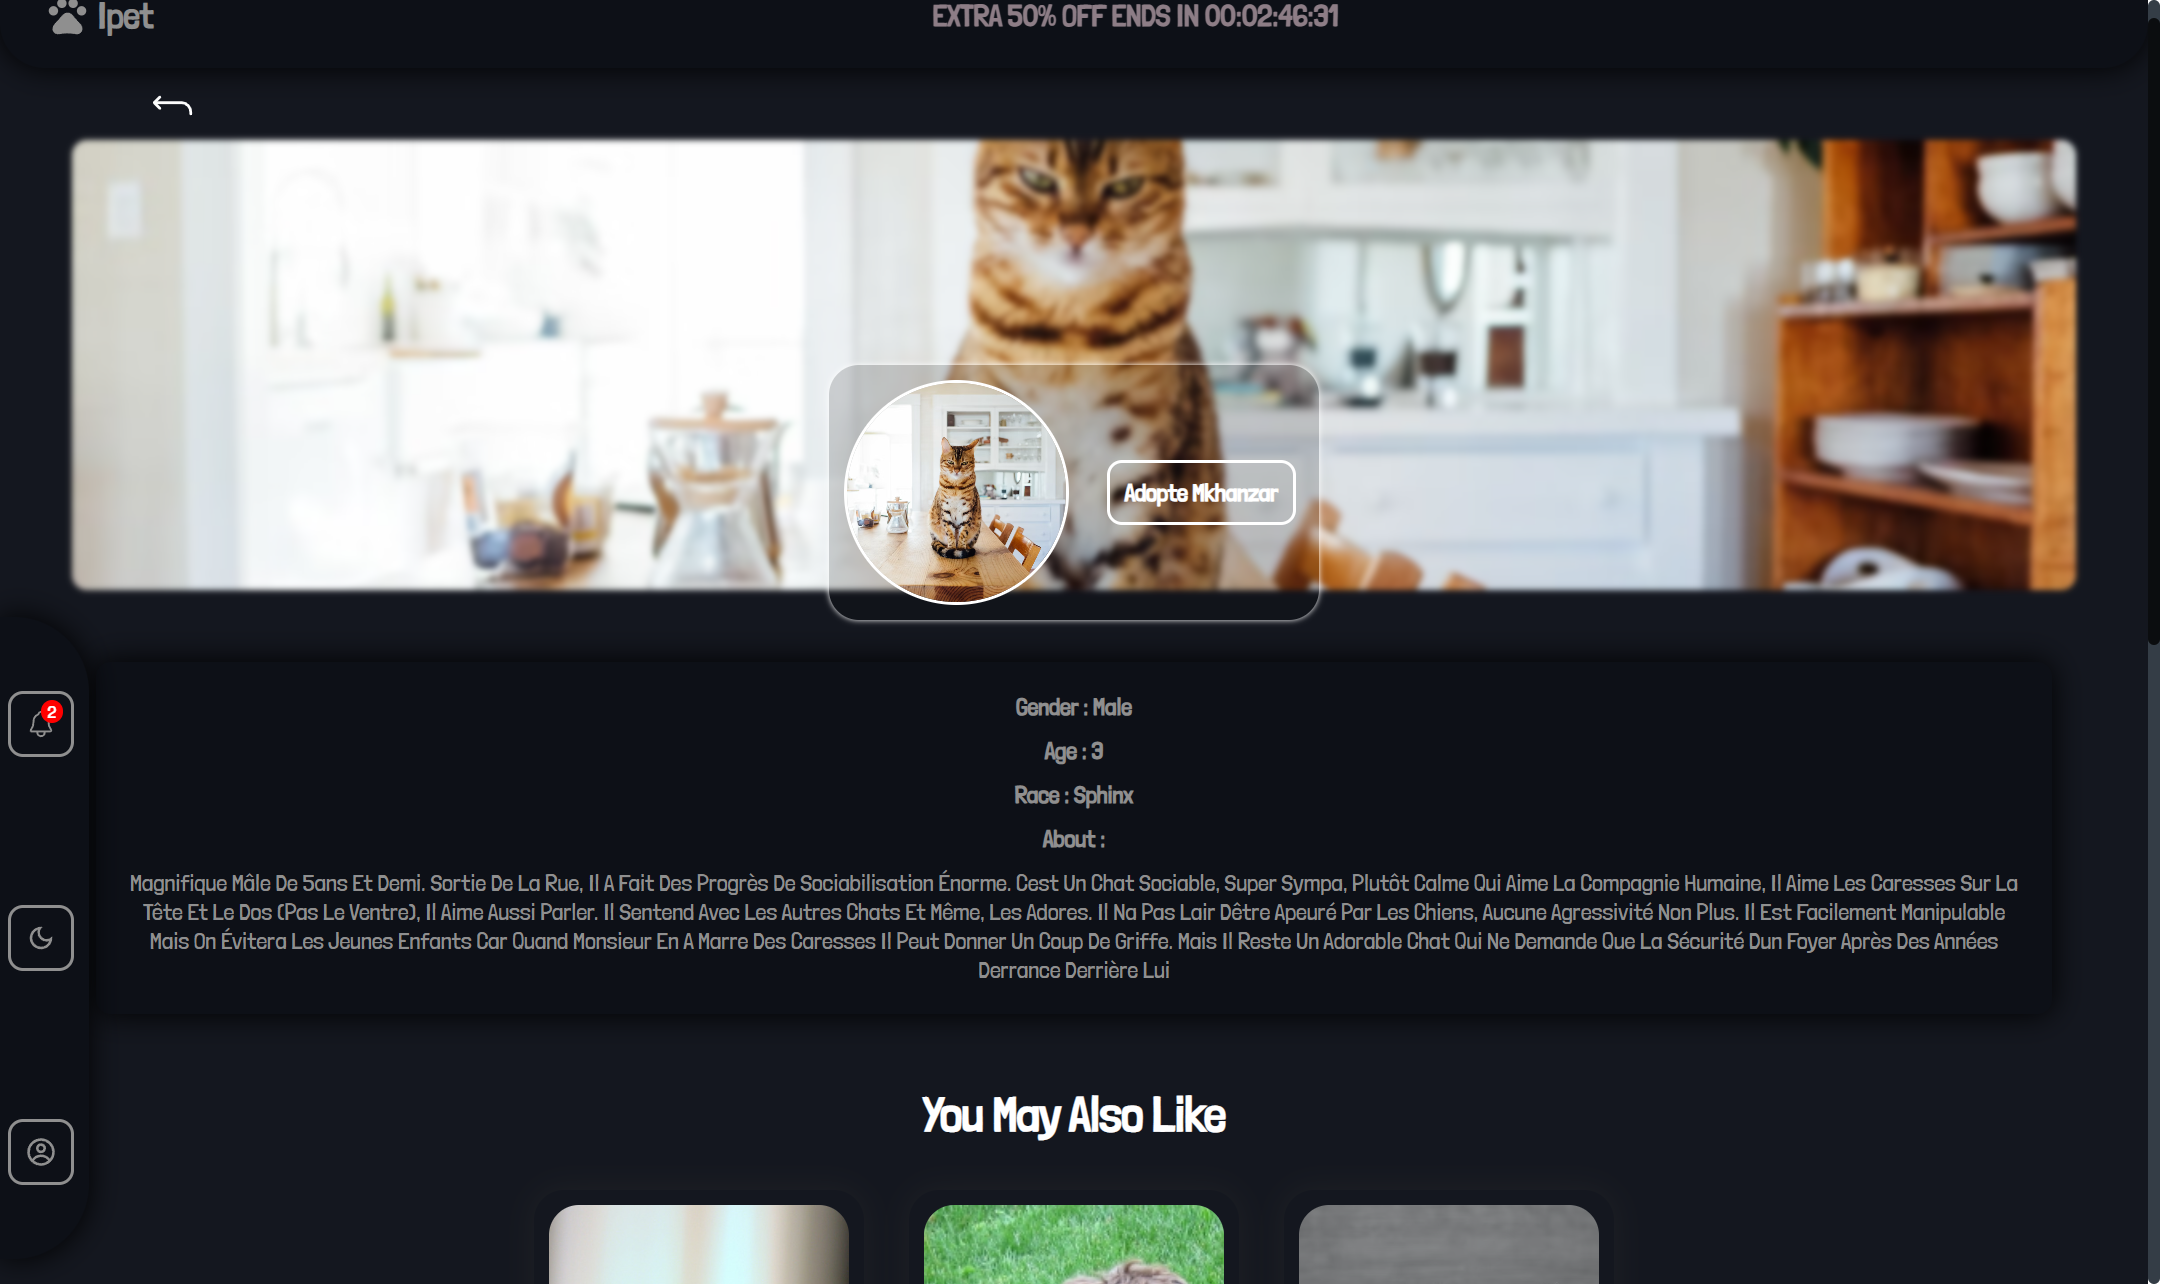 Ipet
EXTRA 50% OFF ENDS IN 00:02:46:31
Adopte Mkhanzar
2
Gender : Male
Age : 3
Race : Sphinx
About :
Magnifique Mâle De 5ans Et Demi. Sortie De La Rue, Il A Fait Des Progrès De Sociabilisation Énorme. Cest Un Chat Sociable, Super Sympa, Plutôt Calme Qui Aime La Compagnie Humaine, Il Aime Les Caresses Sur La
Tête Et Le Dos (Pas Le Ventre), Il Aime Aussi Parler. Il Sentend Avec Les Autres Chats Et Même, Les Adores. Il Na Pas Lair Dêtre Apeuré Par Les Chiens, Aucune Agressivité Non Plus. Il Est Facilement Manipulable
Mais On Évitera Les Jeunes Enfants Car Quand Monsieur En A Marre Des Caresses Il Peut Donner Un Coup De Griffe. Mais Il Reste Un Adorable Chat Qui Ne Demande Que La Sécurité Dun Foyer Après Des Années
Derrance Derrière Lui
You May Also Like